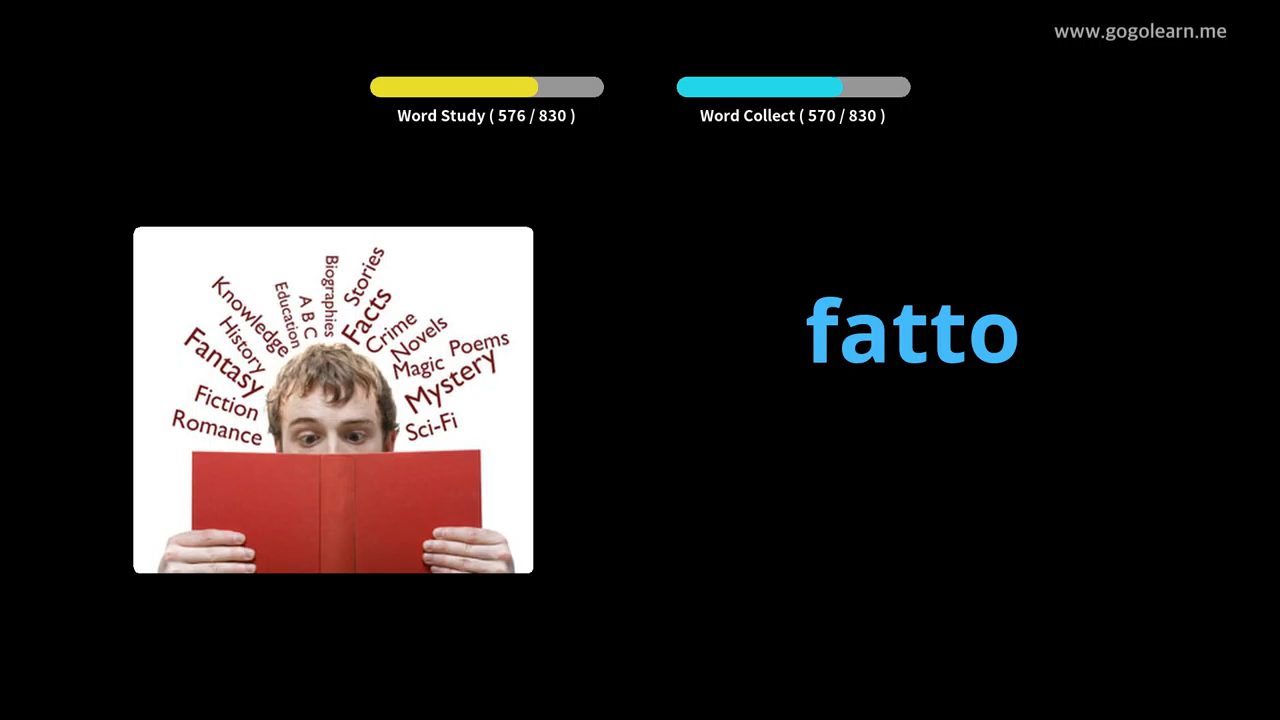 www.gogolearn.me
Word Study ( 576 / 830 )
Word Collect ( 570 / 830 )
fatto
Biographies
Stories
Education
A B C
Facts
Knowledge
Crime
History
Novels
Fantasy
Poems
Magic
Mystery
Fiction
Romance
Sci-Fi